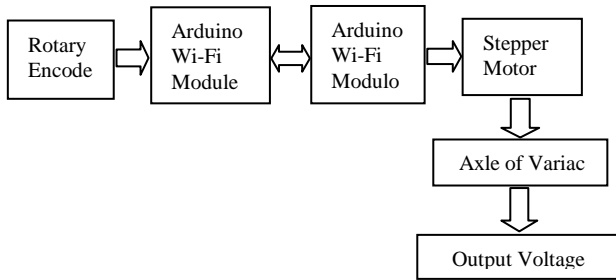 Rotary
Encode
Arduino
Wi-Fi
Module
Arduino
Wi-Fi
Modulo
Stepper
Motor
Axle of Variac
Output Voltage